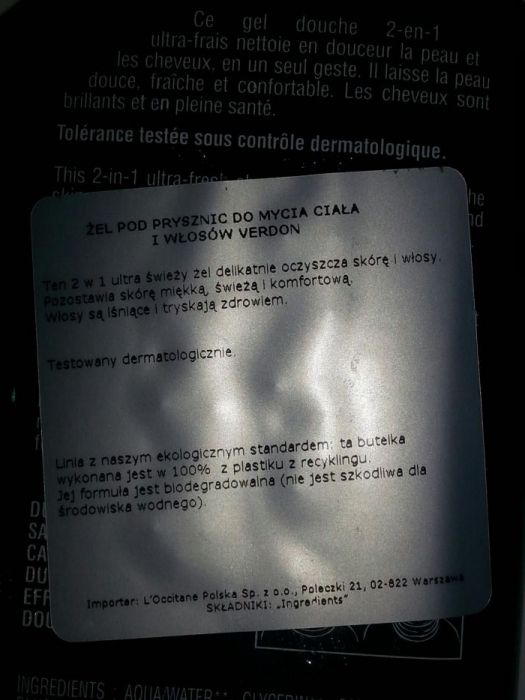 Ce gel douche 2-en-1
ultra-frais nettoie en douceur la peau et
les cheveux, en un seul geste. Il laisse la peau
douce, fraîche et confortable. Les cheveux sont
brillants et en pleine santé.
Tolérance testée sous contrôle dermatologique.
This 2-in-1
ŻEL POD PRYSZNIC DO MYCIA CIAŁA
I WŁOSÓW VERDON
Ten 2 w 1 ultra świeży żel delikatnie oczyszcza skórę i włosy.
Pozostawia skórę miękką, świeżą i komfortową.
Włosy są lśniące i tryskają zdrowiem.
Testowany dermatologicznie.
Linia z naszym ekologicznym standardem: ta butelka
wykonana jest w 100% z plastiku z recyklingu.
Jej formuła jest biodegradowalna (nie jest szkodliwa dla
środowiska wodnego).
Importer: L'Occitane Polska Sp. z o.o., Poleczki 21, 02-822 Warszawa
SKŁADNIKI: „Ingredients"
INGREDIENTS : AQUA/WATER**